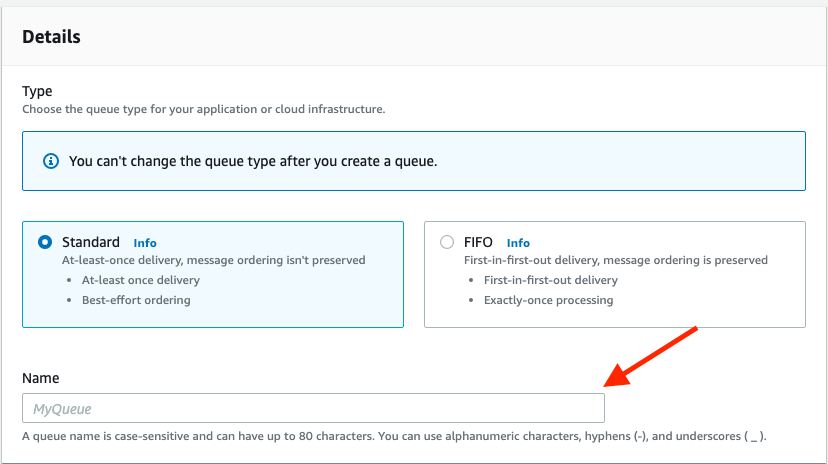 Details
Type
Choose the queue type for your application or cloud infrastructure.
You can't change the queue type after you create a queue.
Standard Info
At-least-once delivery, message ordering isn't preserved
• At-least once delivery
• Best-effort ordering
FIFO Info
First-in-first-out delivery, message ordering is preserved
• First-in-first-out delivery
• Exactly-once processing
Name
MyQueue
A queue name is case-sensitive and can have up to 80 characters. You can use alphanumeric characters, hyphens (-), and underscores ( _ ).